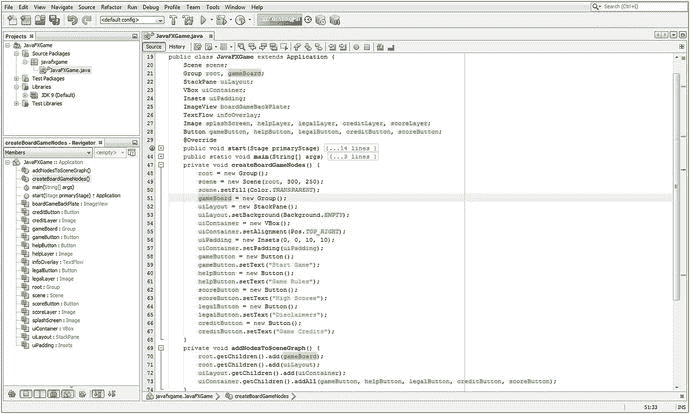 File Edit View Navigate Source Refactor Run Debug Profile Team Tools Window Help
Search (Ctrl+I)
<default config>
Projects
JavaFXGame.java
JavaFXGame
Source Packages
javafxgame
JavaFXGame.java
Test Packages
Libraries
JDK 9 (Default)
Test Libraries
createBoardGameNodes() - Navigator
Members
<empty>
JavaFXGame :: Application
addNodesToSceneGraph()
createBoardGameNodes()
main(String[] args)
start(Stage primaryStage) ↑ Application
boardGameBackPlate : ImageView
creditButton : Button
creditLayer : Image
gameBoard : Group
gameButton : Button
helpButton : Button
helpLayer : Image
infoOverlay : TextFlow
legalButton : Button
legalLayer : Image
root : Group
scene : Scene
scoreButton : Button
scoreLayer : Image
splashScreen : Image
uiContainer : VBox
uiLayout : StackPane
uiPadding : Insets
Source History
19 public class JavaFXGame extends Application {
20 Scene scene;
21 Group root, gameBoard;
22 StackPane uiLayout;
23 VBox uiContainer;
24 Insets uiPadding;
25 ImageView boardGameBackPlate;
26 TextFlow infoOverlay;
27 Image splashScreen, helpLayer, legalLayer, creditLayer, scoreLayer;
28 Button gameButton, helpButton, legalButton, creditButton, scoreButton;
29 @Override
public void start(Stage primaryStage) {...14 lines }
44 public static void main(String[] args) {...3 lines }
47 private void createBoardGameNodes() {
48 root = new Group();
49 scene = new Scene(root, 300, 250);
50 scene.setFill(Color.TRANSPARENT);
51 gameBoard = new Group();
52 uiLayout = new StackPane();
53 uiLayout.setBackground(Background.EMPTY);
54 uiContainer = new VBox();
55 uiContainer.setAlignment(Pos.TOP_RIGHT);
56 uiPadding = new Insets(0, 0, 10, 10);
57 uiContainer.setPadding(uiPadding);
58 gameButton = new Button();
59 gameButton.setText("Start Game");
60 helpButton = new Button();
61 helpButton.setText("Game Rules");
62 scoreButton = new Button();
63 scoreButton.setText("High Scores");
64 legalButton = new Button();
65 legalButton.setText("Disclaimers");
66 creditButton = new Button();
67 creditButton.setText("Game Credits");
68 }
69 private void addNodesToSceneGraph() {
70 root.getChildren().add(gameBoard);
71 root.getChildren().add(uiLayout);
72 uiLayout.getChildren().add(uiContainer);
73 uiContainer.getChildren().addAll(gameButton, helpButton, legalButton, creditButton, scoreButton);
74 }
javafxgame.JavaFXGame
createBoardGameNodes
51:33 INS